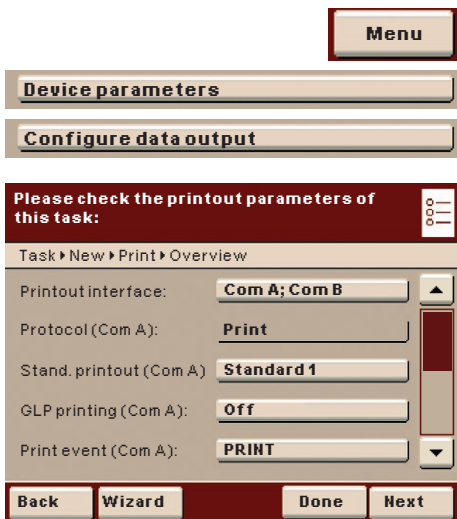 Menu
Device parameters
Configure data output
Please check the printout parameters of
this task:
Task▸New▸Print▸Overview
Printout interface: Com A; Com B
Protocol (Com A): Print
Stand. printout (Com A) Standard 1
GLP printing (Com A): Off
Print event (Com A): PRINT
Back Wizard Done Next